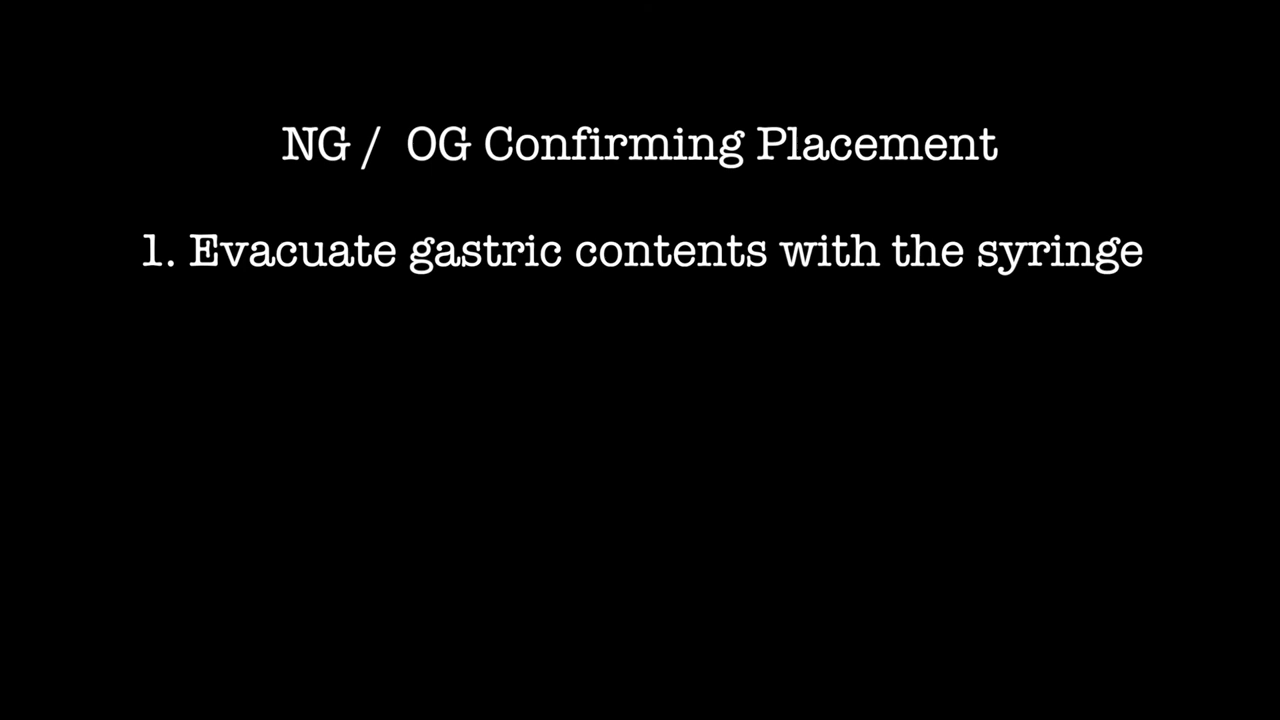 NG /  OG Confirming Placement
1. Evacuate gastric contents with the syringe